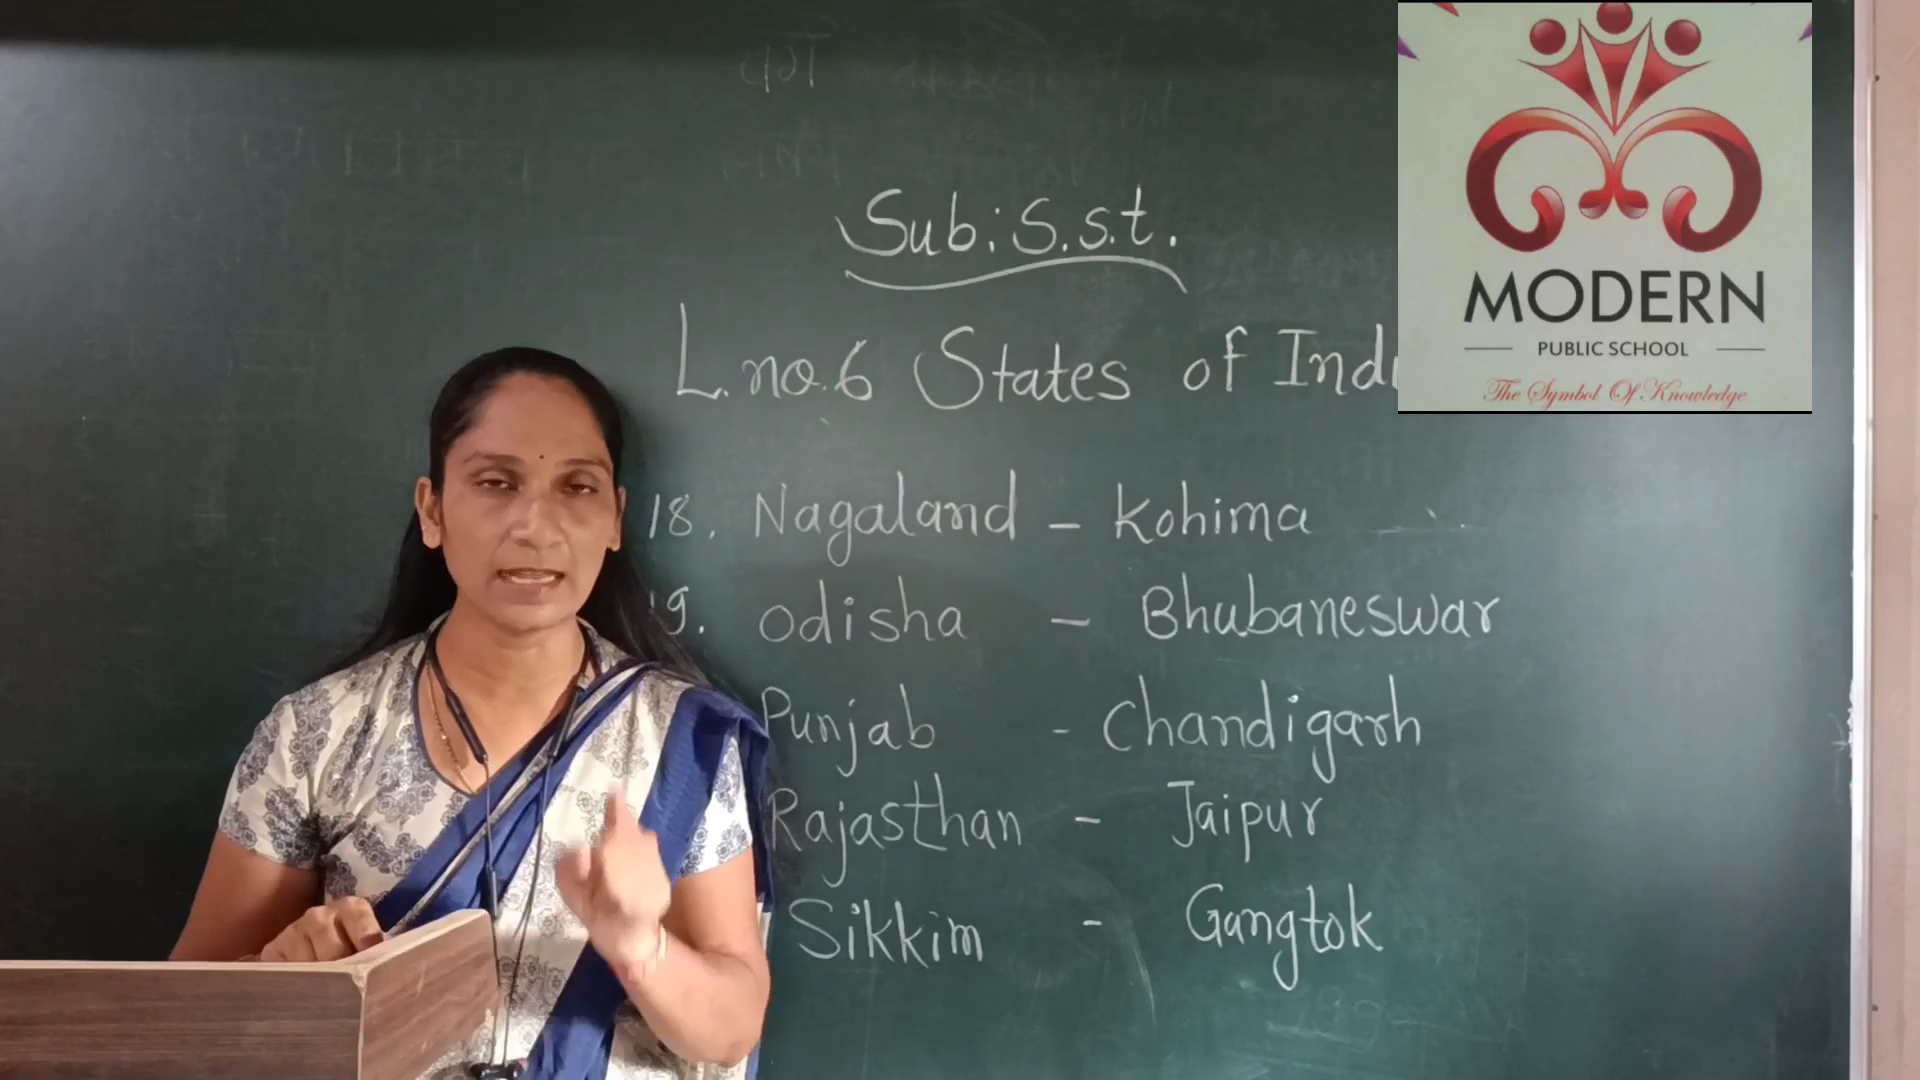 Sub: S.s.t.
L.no.6 States of Indi
18. Nagaland - Kohima
19. Odisha - Bhubaneswar
Punjab - Chandigarh
Rajasthan - Jaipur
Sikkim - Gangtok
MODERN
PUBLIC SCHOOL
The Symbol Of Knowledge